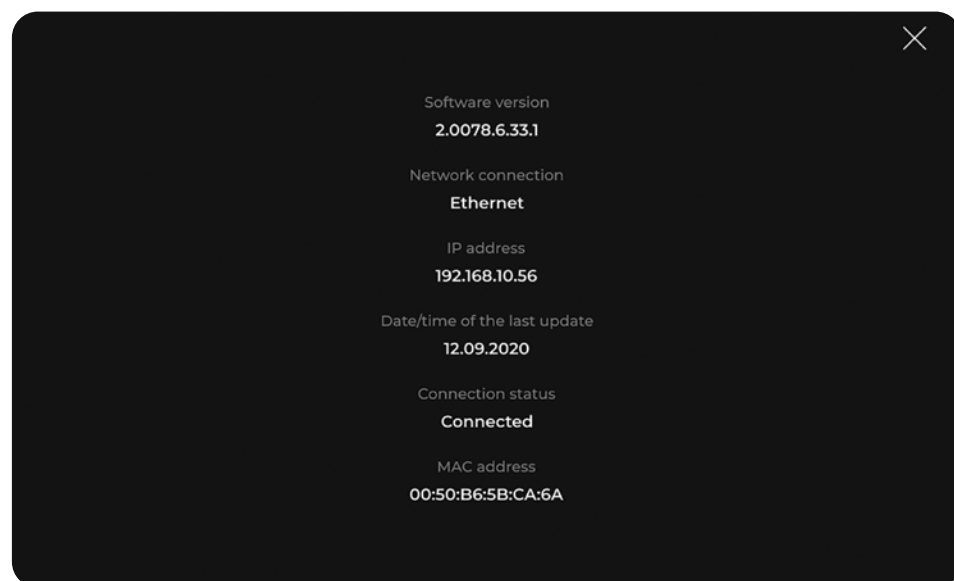 Software version
2.0078.6.33.1
Network connection
Ethernet
IP address
192.168.10.56
Date/time of the last update
12.09.2020
Connection status
Connected
MAC address
00:50:B6:5B:CA:6A